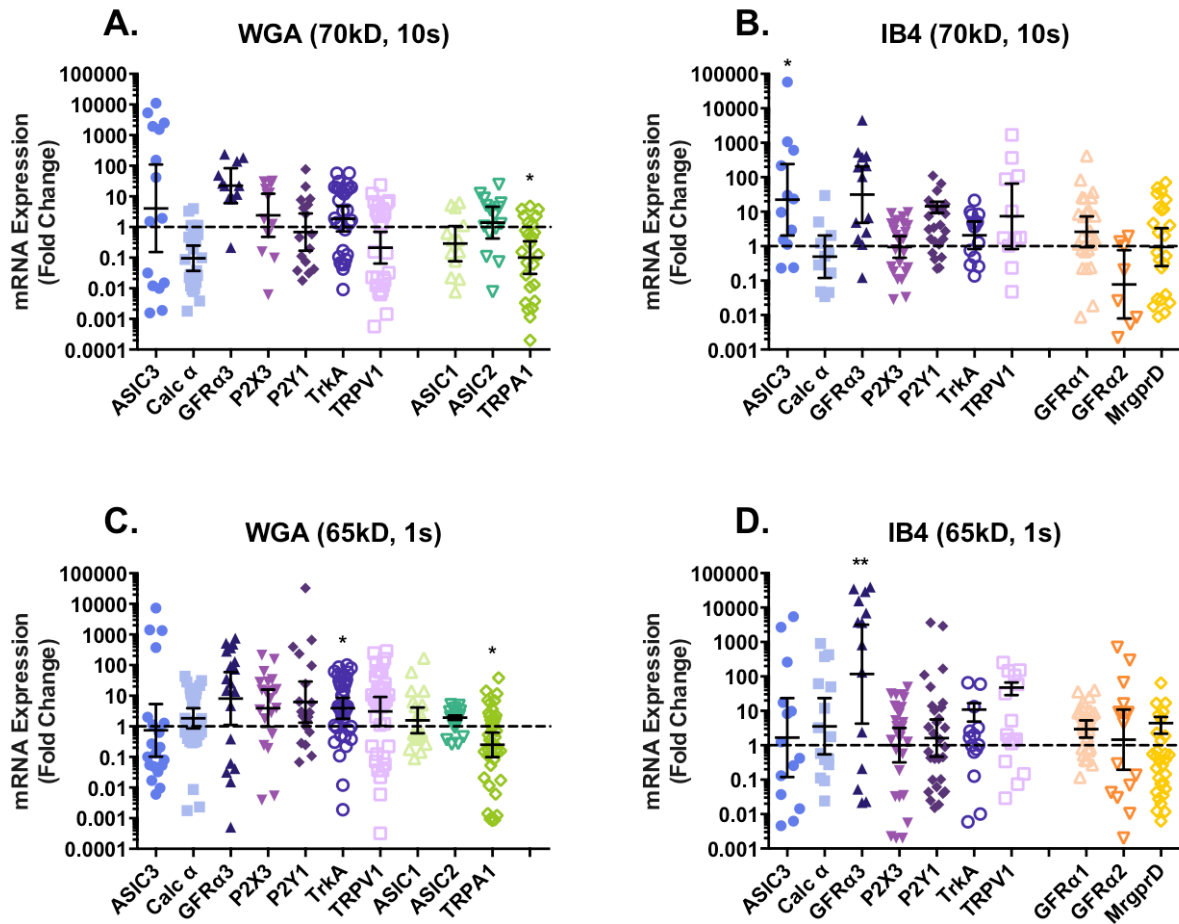 A.
WGA (70kD, 10s)
mRNA Expression
(Fold Change)
100000
10000
1000
100
10
1
0.1
0.01
0.001
0.0001
*
ASIC3
Calc α
GFRα3
P2X3
P2Y1
TrkA
TRPV1
ASIC1
ASIC2
TRPA1
B.
IB4 (70kD, 10s)
mRNA Expression
(Fold Change)
100000
10000
1000
100
10
1
0.1
0.01
0.001
*
ASIC3
Calc α
GFRα3
P2X3
P2Y1
TrkA
TRPV1
GFRα1
GFRα2
MrgprD
C.
WGA (65kD, 1s)
mRNA Expression
(Fold Change)
100000
10000
1000
100
10
1
0.1
0.01
0.001
0.0001
*
*
ASIC3
Calc α
GFRα3
P2X3
P2Y1
TrkA
TRPV1
ASIC1
ASIC2
TRPA1
D.
IB4 (65kD, 1s)
mRNA Expression
(Fold Change)
100000
10000
1000
100
10
1
0.1
0.01
0.001
**
ASIC3
Calc α
GFRα3
P2X3
P2Y1
TrkA
TRPV1
GFRα1
GFRα2
MrgprD